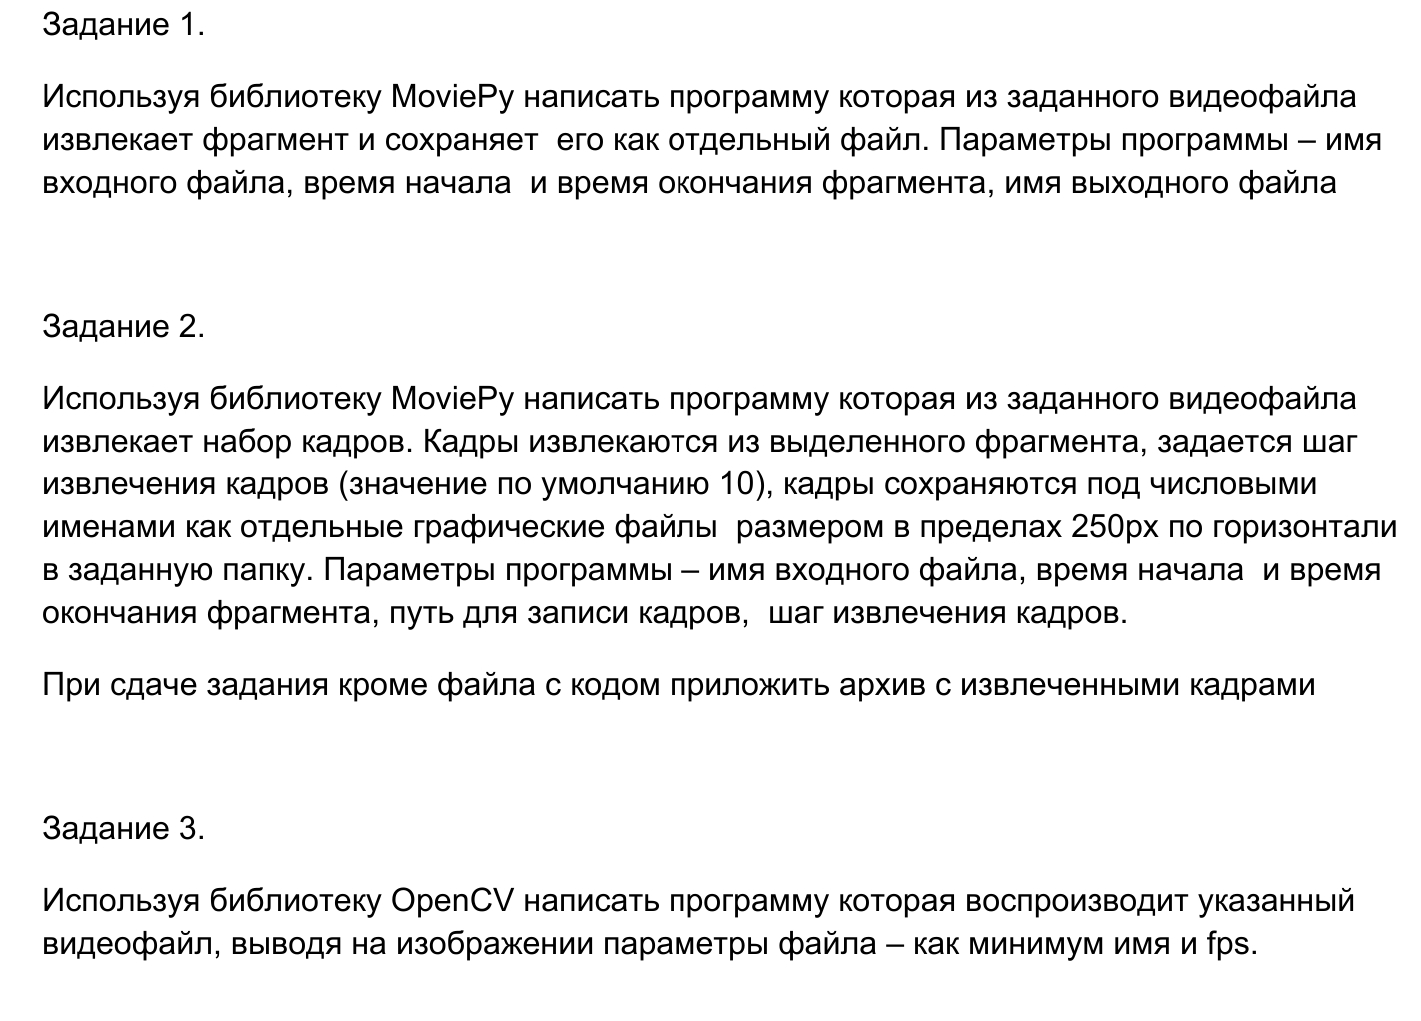 Задание 1.
Используя библиотеку MoviePy написать программу которая из заданного видеофайла
извлекает фрагмент и сохраняет  его как отдельный файл. Параметры программы – имя
входного файла, время начала  и время окончания фрагмента, имя выходного файла
Задание 2.
Используя библиотеку MoviePy написать программу которая из заданного видеофайла
извлекает набор кадров. Кадры извлекаются из выделенного фрагмента, задается шаг
извлечения кадров (значение по умолчанию 10), кадры сохраняются под числовыми
именами как отдельные графические файлы  размером в пределах 250px по горизонтали
в заданную папку. Параметры программы – имя входного файла, время начала  и время
окончания фрагмента, путь для записи кадров,  шаг извлечения кадров.
При сдаче задания кроме файла с кодом приложить архив с извлеченными кадрами
Задание 3.
Используя библиотеку OpenCV написать программу которая воспроизводит указанный
видеофайл, выводя на изображении параметры файла – как минимум имя и fps.